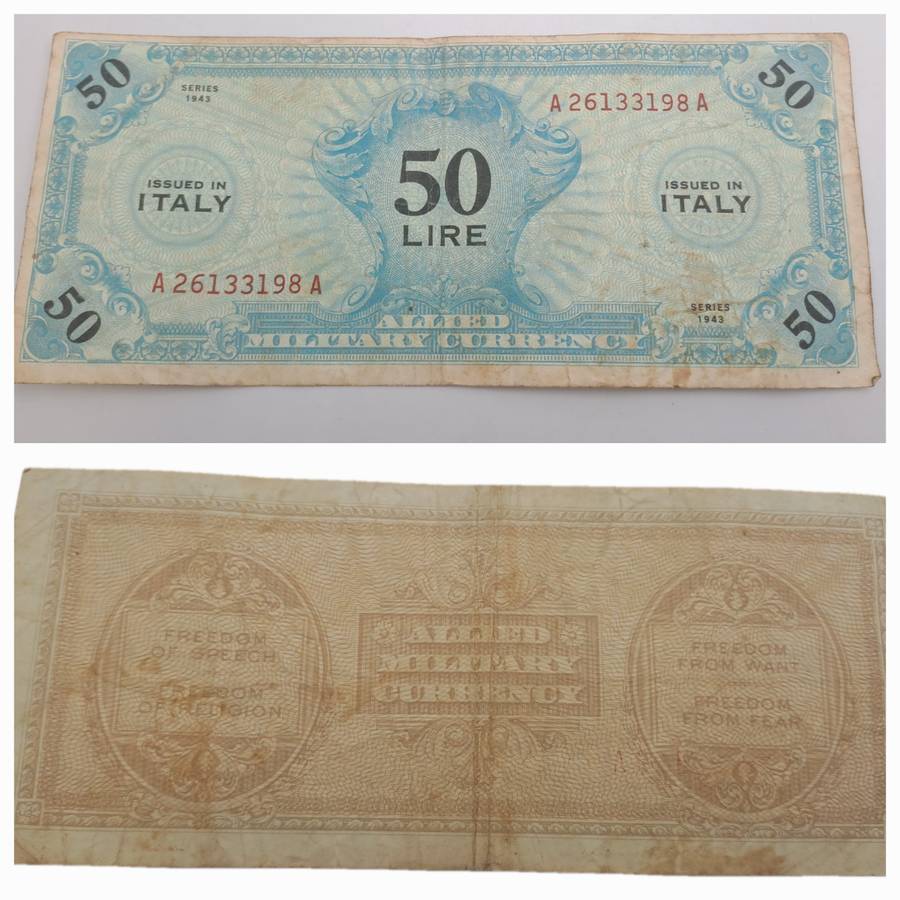 50
50
SERIES
1943
A 26133198 A
ISSUED IN
ITALY
50
LIRE
ISSUED IN
ITALY
A 26133198 A
SERIES
1943
50
50
ALLIED
MILITARY CURRENCY
FREEDOM
OF SPEECH
FREEDOM
OF RELIGION
ALLIED
MILITARY
CURRENCY
FREEDOM
FROM WANT
FREEDOM
FROM FEAR